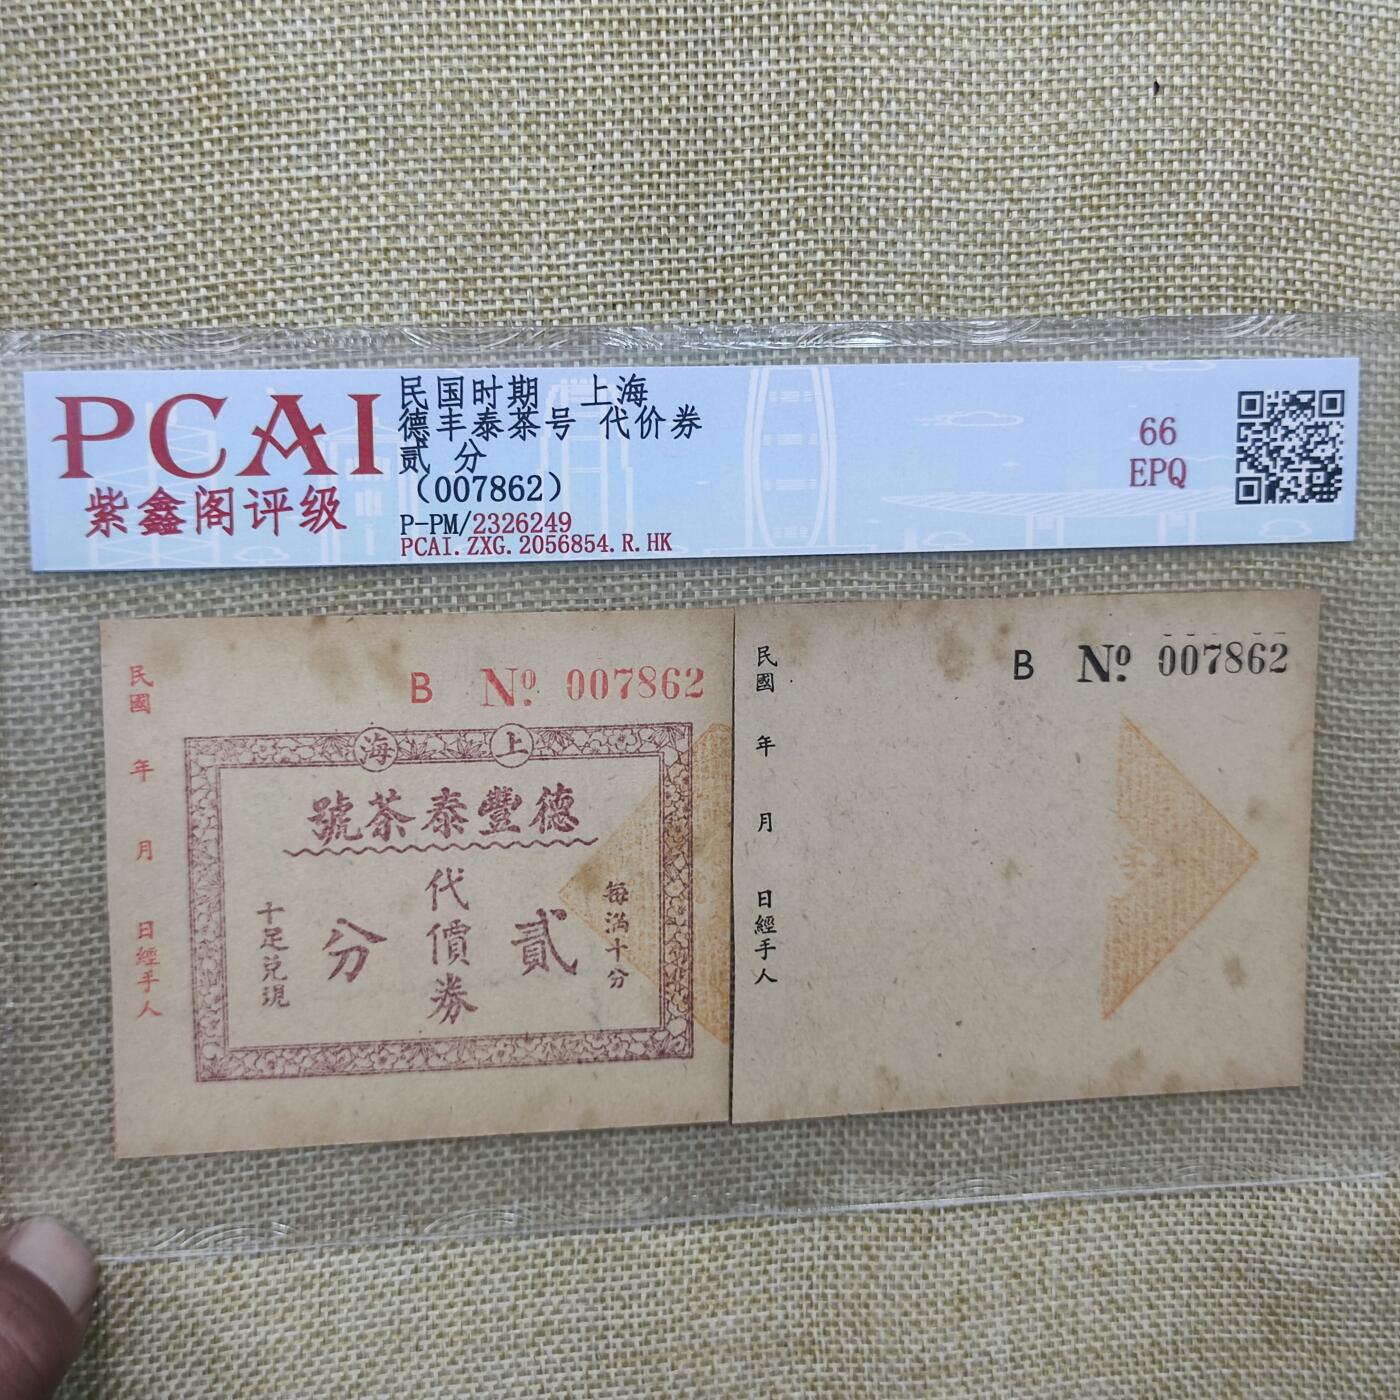 PCAI
紫鑫阁评级
民国时期 上海
德丰泰茶号 代价券
贰 分
（007862）
P-PM/2326249
PCAI.ZXG.2056854.R.HK
66
EPQ
民國 年 月 日經手人
B Nº 007862
上海
德豐泰茶號
每滿十分
貳分
代價券
十足兌現
民國 年 月 日經手人
B Nº 007862